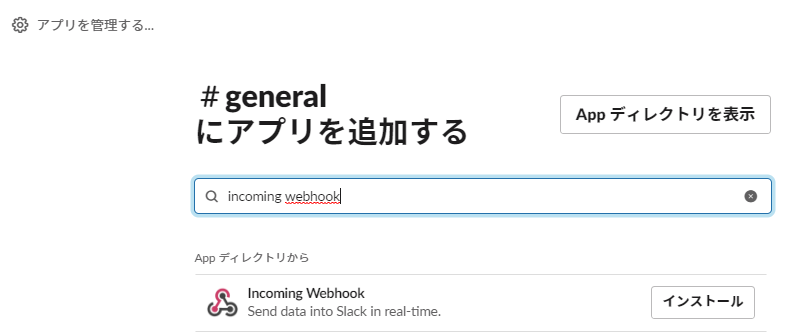 アプリを管理する...
＃general
にアプリを追加する
App ディレクトリを表示
incoming webhook
App ディレクトリから
Incoming Webhook
Send data into Slack in real-time.
インストール